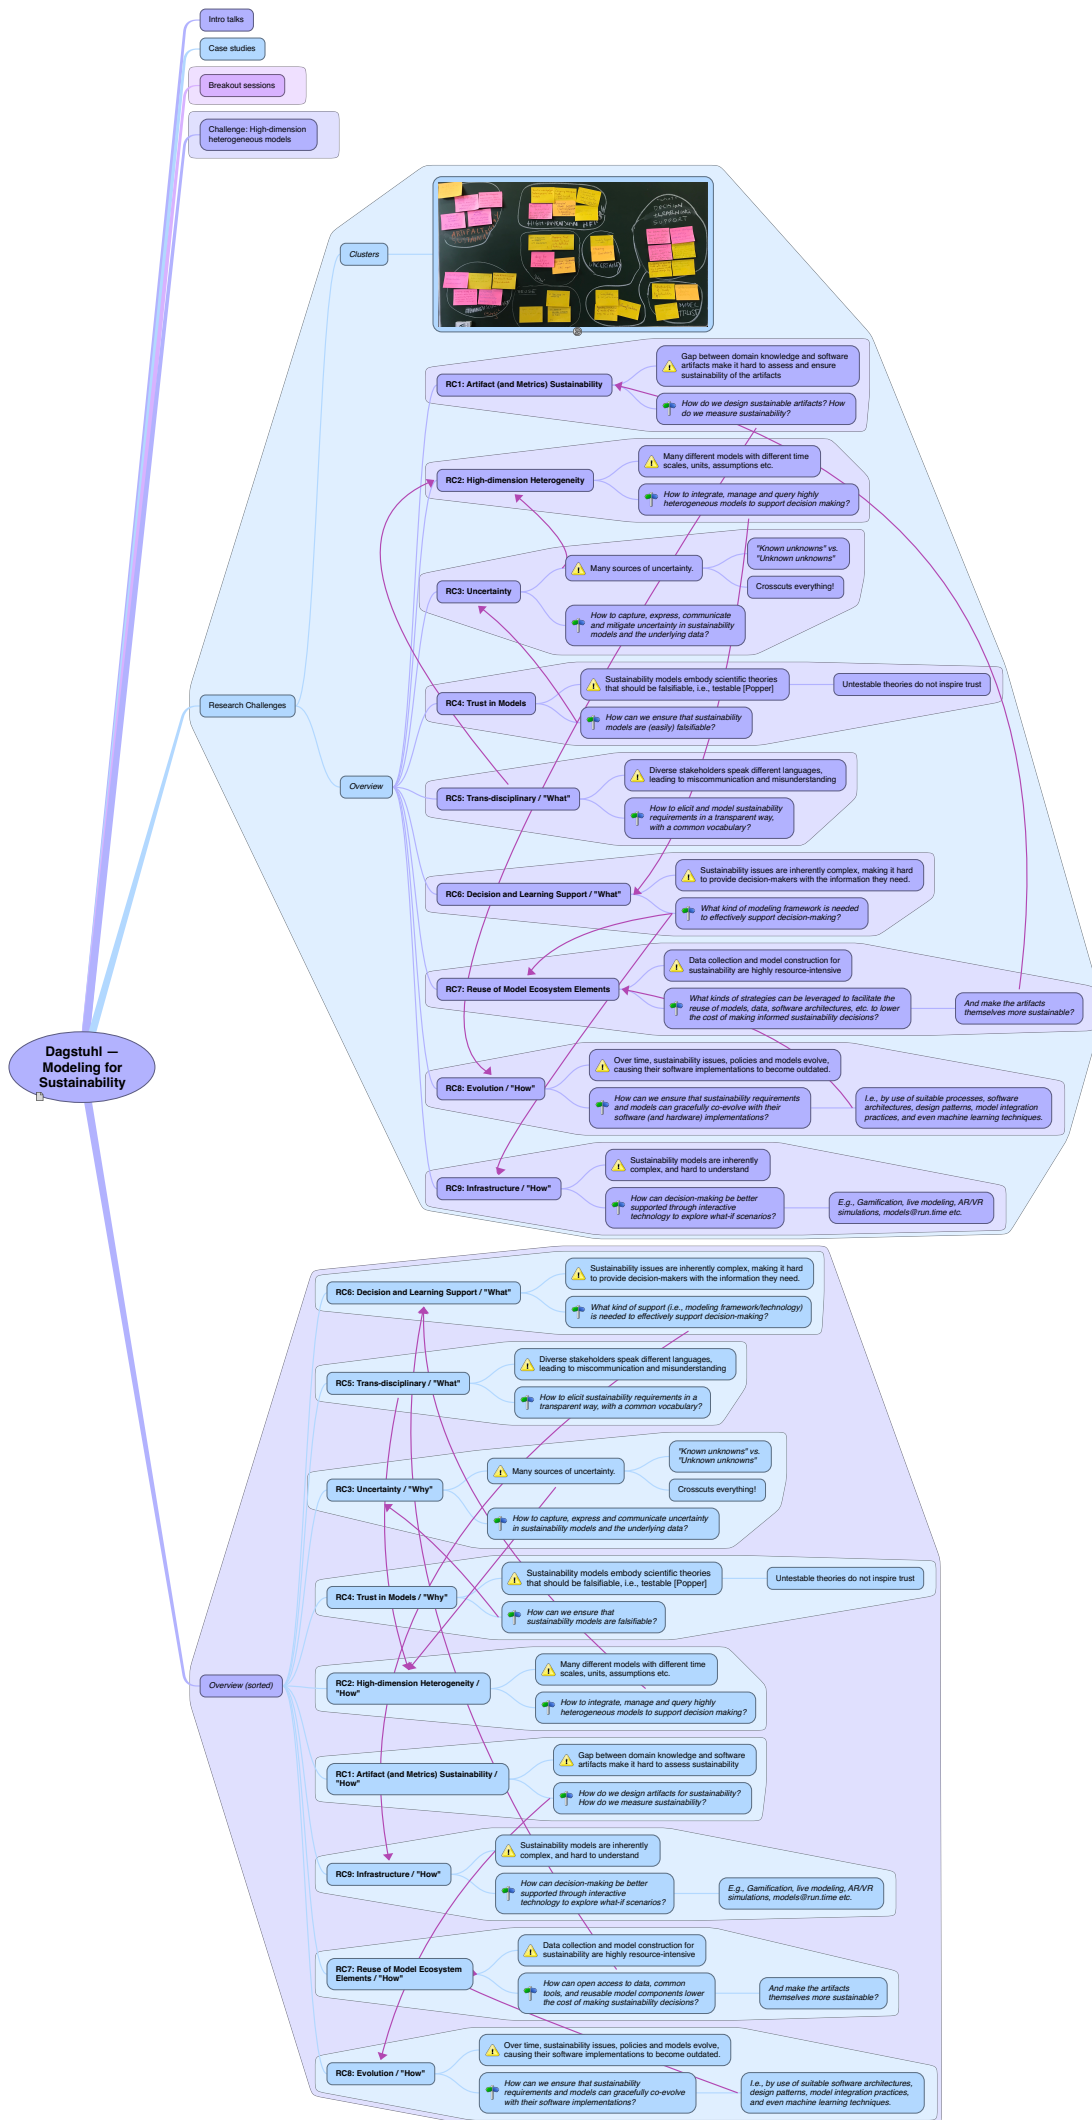 Intro talks
Case studies
Breakout sessions
Challenge: High-dimension
heterogeneous models
Dagstuhl —
Modeling for
Sustainability
Research Challenges
Clusters
Overview
RC1: Artifact (and Metrics) Sustainability
Gap between domain knowledge and software
artifacts make it hard to assess and ensure
sustainability of the artifacts
How do we design sustainable artifacts? How
do we measure sustainability?
RC2: High-dimension Heterogeneity
Many different models with different time
scales, units, assumptions etc.
How to integrate, manage and query highly
heterogeneous models to support decision making?
RC3: Uncertainty
Many sources of uncertainty.
"Known unknowns" vs.
"Unknown unknowns"
Crosscuts everything!
How to capture, express, communicate
and mitigate uncertainty in sustainability
models and the underlying data?
RC4: Trust in Models
Sustainability models embody scientific theories
that should be falsifiable, i.e., testable [Popper]
Untestable theories do not inspire trust
How can we ensure that sustainability
models are (easily) falsifiable?
RC5: Trans-disciplinary / "What"
Diverse stakeholders speak different languages,
leading to miscommunication and misunderstanding
How to elicit and model sustainability
requirements in a transparent way,
with a common vocabulary?
RC6: Decision and Learning Support / "What"
Sustainability issues are inherently complex, making it hard
to provide decision-makers with the information they need.
What kind of modeling framework is needed
to effectively support decision-making?
RC7: Reuse of Model Ecosystem Elements
Data collection and model construction for
sustainability are highly resource-intensive
What kinds of strategies can be leveraged to facilitate the
reuse of models, data, software architectures, etc. to lower
the cost of making informed sustainability decisions?
And make the artifacts
themselves more sustainable?
RC8: Evolution / "How"
Over time, sustainability issues, policies and models evolve,
causing their software implementations to become outdated.
How can we ensure that sustainability requirements
and models can gracefully co-evolve with their
software (and hardware) implementations?
I.e., by use of suitable processes, software
architectures, design patterns, model integration
practices, and even machine learning techniques.
RC9: Infrastructure / "How"
Sustainability models are inherently
complex, and hard to understand
How can decision-making be better
supported through interactive
technology to explore what-if scenarios?
E.g., Gamification, live modeling, AR/VR
simulations, models@run.time etc.
Overview (sorted)
RC6: Decision and Learning Support / "What"
Sustainability issues are inherently complex, making it hard
to provide decision-makers with the information they need.
What kind of support (i.e., modeling framework/technology)
is needed to effectively support decision-making?
RC5: Trans-disciplinary / "What"
Diverse stakeholders speak different languages,
leading to miscommunication and misunderstanding
How to elicit sustainability requirements in a
transparent way, with a common vocabulary?
RC3: Uncertainty / "Why"
Many sources of uncertainty.
"Known unknowns" vs.
"Unknown unknowns"
Crosscuts everything!
How to capture, express and communicate uncertainty
in sustainability models and the underlying data?
RC4: Trust in Models / "Why"
Sustainability models embody scientific theories
that should be falsifiable, i.e., testable [Popper]
Untestable theories do not inspire trust
How can we ensure that
sustainability models are falsifiable?
RC2: High-dimension Heterogeneity /
"How"
Many different models with different time
scales, units, assumptions etc.
How to integrate, manage and query highly
heterogeneous models to support decision making?
RC1: Artifact (and Metrics) Sustainability /
"How"
Gap between domain knowledge and software
artifacts make it hard to assess sustainability
How do we design artifacts for sustainability?
How do we measure sustainability?
RC9: Infrastructure / "How"
Sustainability models are inherently
complex, and hard to understand
How can decision-making be better
supported through interactive
technology to explore what-if scenarios?
E.g., Gamification, live modeling, AR/VR
simulations, models@run.time etc.
RC7: Reuse of Model Ecosystem
Elements / "How"
Data collection and model construction for
sustainability are highly resource-intensive
How can open access to data, common
tools, and reusable model components lower
the cost of making sustainability decisions?
And make the artifacts
themselves more sustainable?
RC8: Evolution / "How"
Over time, sustainability issues, policies and models evolve,
causing their software implementations to become outdated.
How can we ensure that sustainability
requirements and models can gracefully co-evolve
with their software implementations?
I.e., by use of suitable software architectures,
design patterns, model integration practices,
and even machine learning techniques.